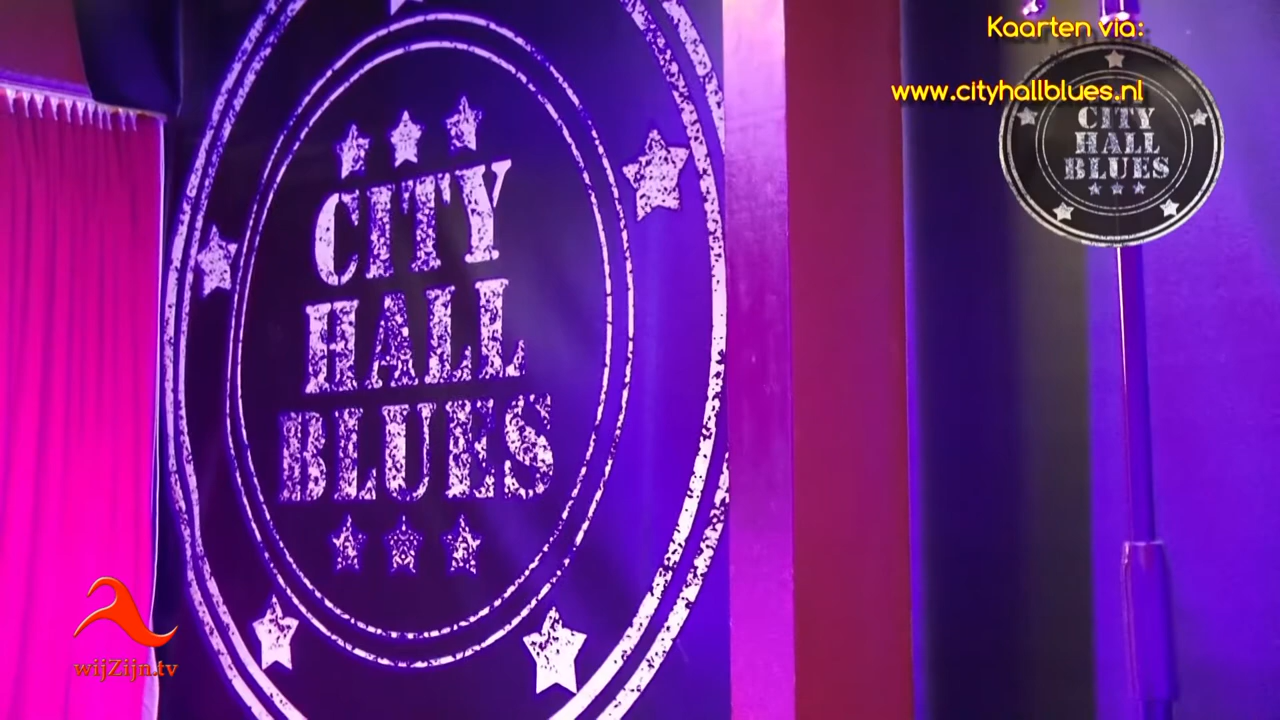 Kaarten via:
www.cityhallblues.nl
CITY
HALL
BLUES
CITY
HALL
BLUES
wijZijn.tv